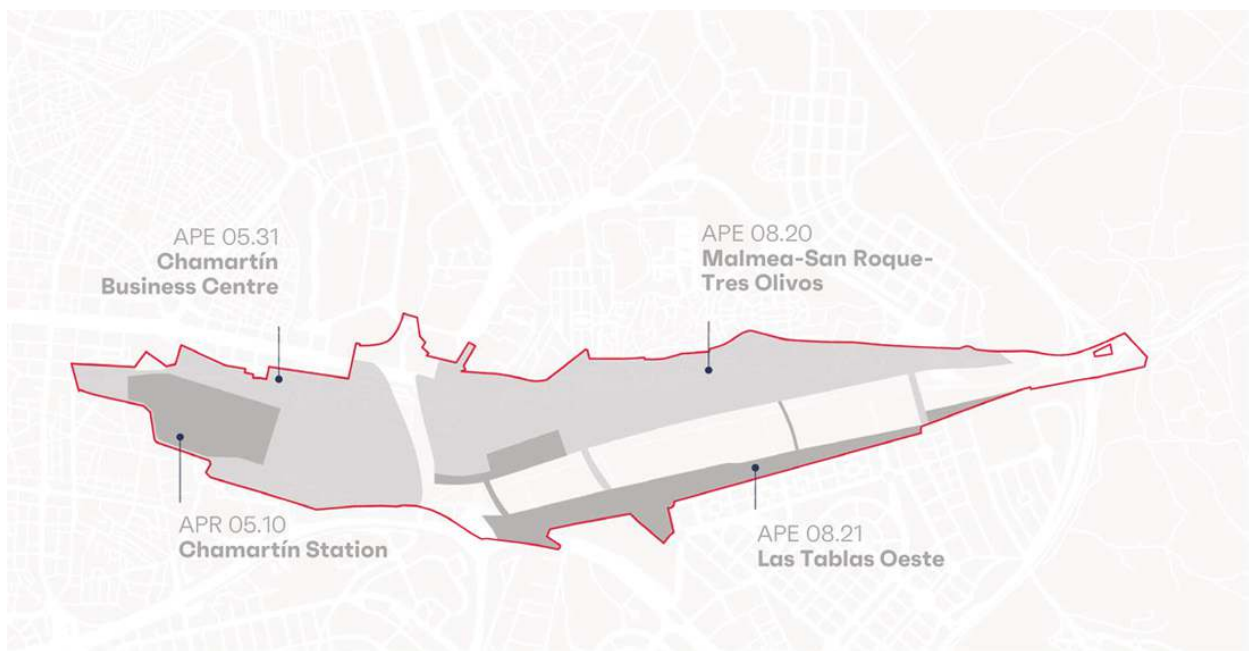 APE 05.31
Chamartín
Business Centre
APE 08.20
Malmea-San Roque-
Tres Olivos
APR 05.10
Chamartín Station
APE 08.21
Las Tablas Oeste